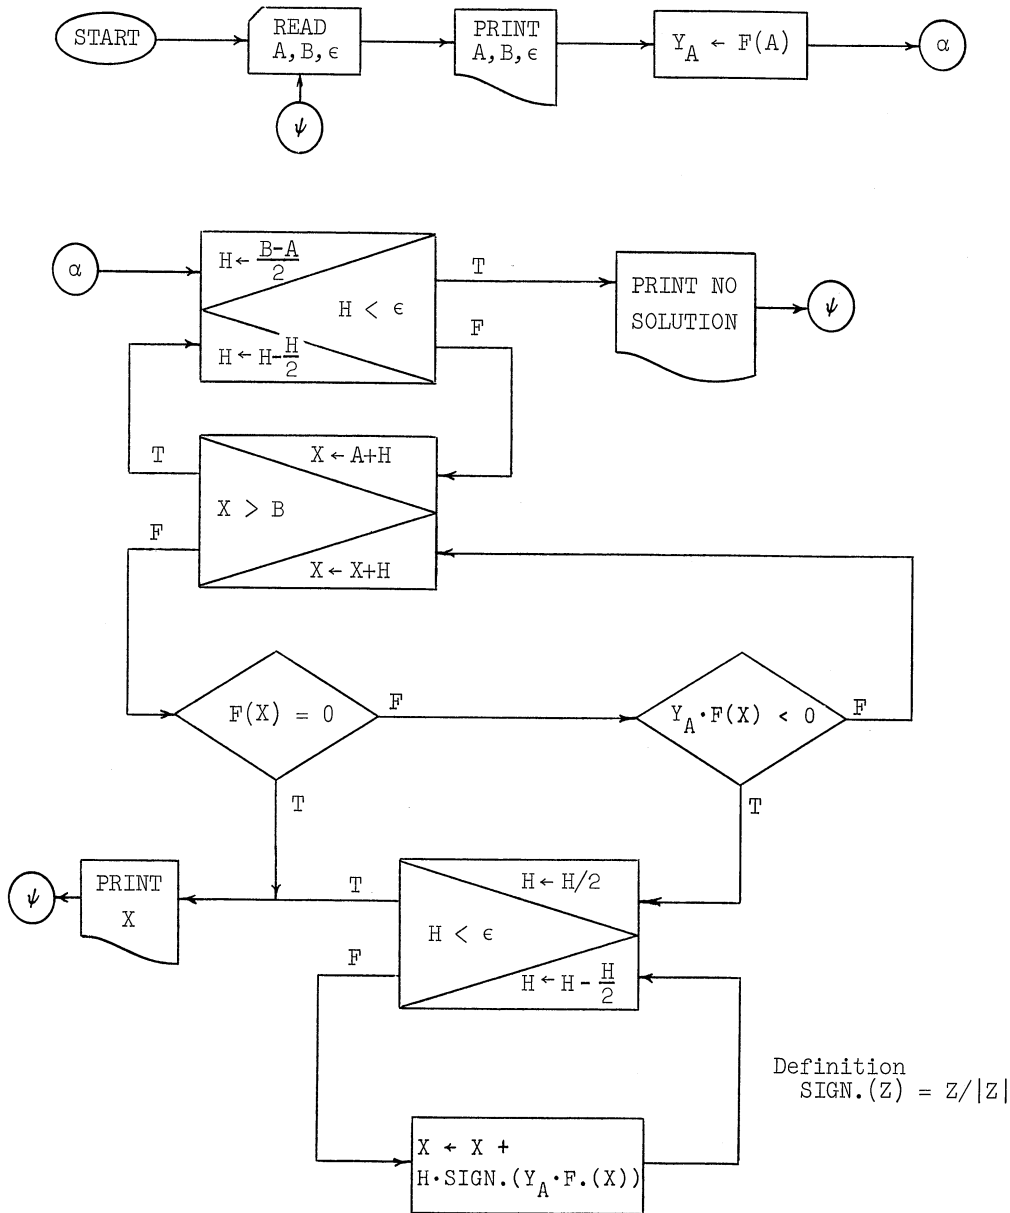 START
READ
A,B,ϵ
PRINT
A,B,ϵ
Y_A ← F(A)
α
ψ
α
H ← B-A/2
H < ϵ
H ← H-H/2
T
F
PRINT NO
SOLUTION
ψ
T
F
X ← A+H
X > B
X ← X+H
F(X) = 0
F
T
Y_A·F(X) < 0
F
T
ψ
PRINT
X
T
F
H ← H/2
H < ϵ
H ← H - H/2
Definition
SIGN.(Z) = Z/|Z|
X ← X +
H·SIGN.(Y_A·F.(X))